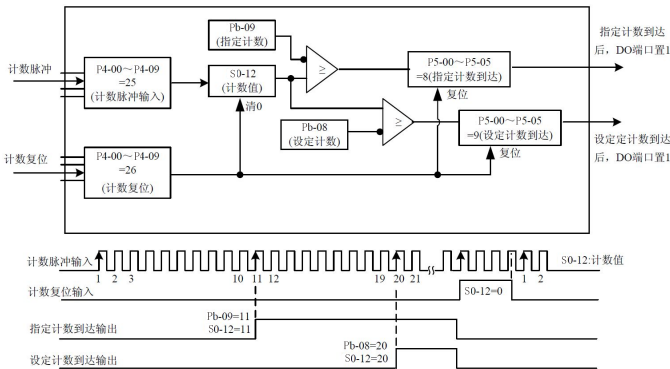 Pb-09
(指定计数)
指定计数到达
后，DO端口置1
计数脉冲
P4-00～P4-09
=25
(计数脉冲输入)
S0-12
(计数值)
≥
P5-00～P5-05
=8(指定计数到达)
清0
复位
Pb-08
(设定计数)
≥
P5-00～P5-05
=9(设定计数到达)
设定定计数到达
后，DO端口置1
计数复位
P4-00～P4-09
=26
(计数复位)
复位
计数脉冲输入
S0-12:计数值
1 2 3 10 11 12 19 20 21 1 2
计数复位输入
S0-12=0
Pb-09=11
指定计数到达输出
S0-12=11
Pb-08=20
设定计数到达输出
S0-12=20